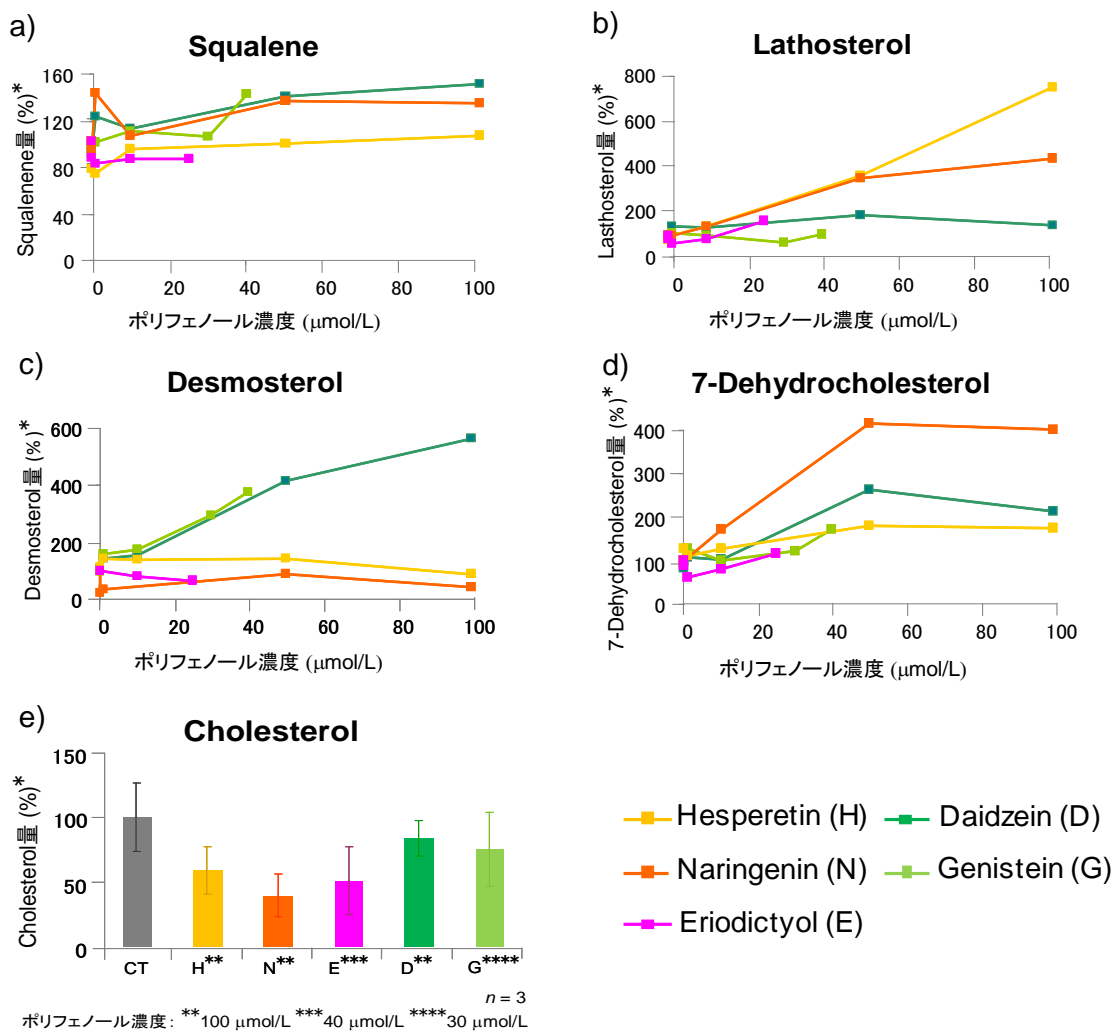 a)
Squalene
Squalenene量 (%)*
160
120
80
40
0
0 20 40 60 80 100
ポリフェノール濃度 (μmol/L)
b)
Lathosterol
Lasthosterol量 (%)*
800
600
400
200
0
0 20 40 60 80 100
ポリフェノール濃度 (μmol/L)
c)
Desmosterol
Desmosterol量 (%)*
600
400
200
0
0 20 40 60 80 100
ポリフェノール濃度 (μmol/L)
d)
7-Dehydrocholesterol
7-Dehydrodholesterol量 (%)*
400
300
200
100
0
0 20 40 60 80 100
ポリフェノール濃度 (μmol/L)
e)
Cholesterol
Cholesterol量 (%)*
150
100
50
0
CT H** N** E*** D** G****
n = 3
ポリフェノール濃度: **100 μmol/L ***40 μmol/L ****30 μmol/L
Hesperetin (H) Daidzein (D)
Naringenin (N) Genistein (G)
Eriodictyol (E)